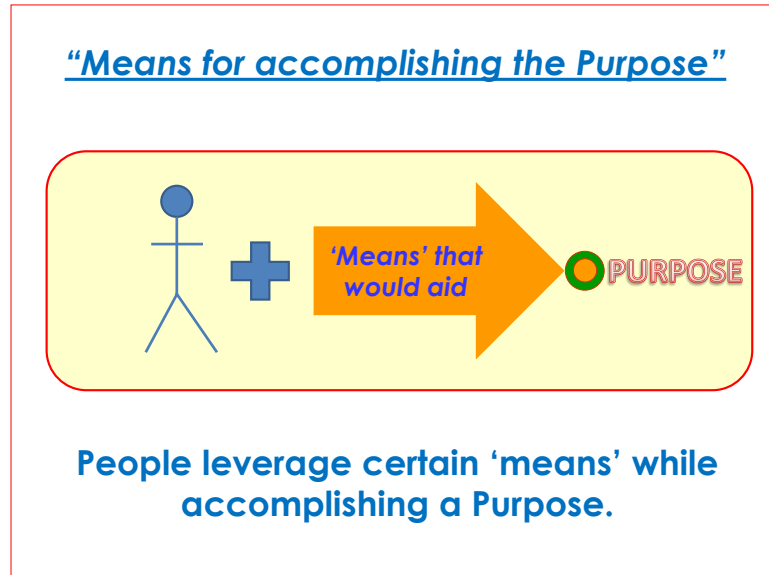 “Means for accomplishing the Purpose”
‘Means’ that
would aid
PURPOSE
People leverage certain ‘means’ while
accomplishing a Purpose.